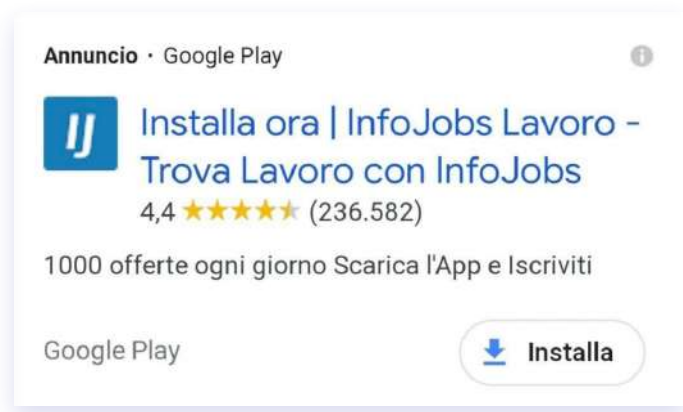 Annuncio · Google Play
IJ
Installa ora | InfoJobs Lavoro -
Trova Lavoro con InfoJobs
4,4 (236.582)
1000 offerte ogni giorno Scarica l'App e Iscriviti
Google Play
Installa